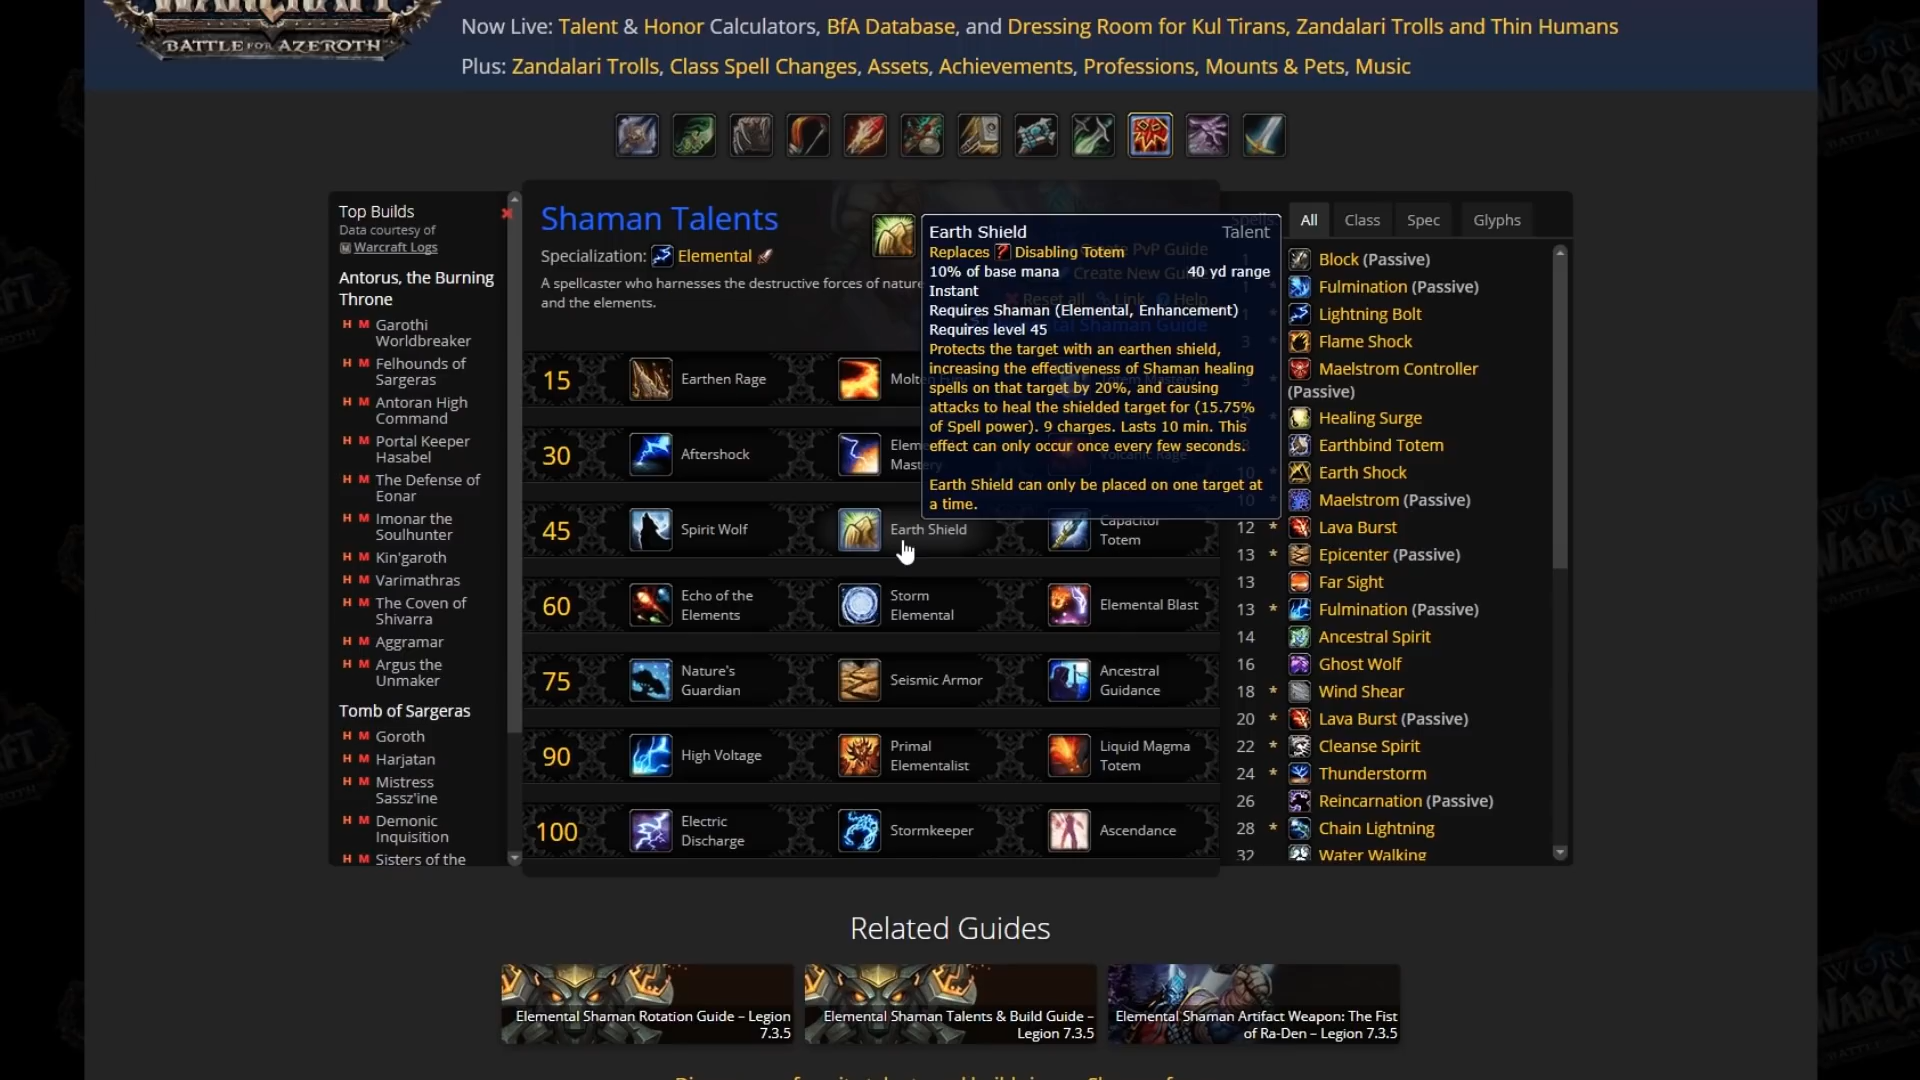 BATTLE FOR AZEROTH
Now Live: Talent & Honor Calculators, BfA Database, and Dressing Room for Kul Tirans, Zandalari Trolls and Thin Humans
Plus: Zandalari Trolls, Class Spell Changes, Assets, Achievements, Professions, Mounts & Pets, Music
Top Builds
Data courtesy of
Warcraft Logs
Antorus, the Burning
Throne
H M Garothi
Worldbreaker
H M Felhounds of
Sargeras
H M Antoran High
Command
H M Portal Keeper
Hasabel
H M The Defense of
Eonar
H M Imonar the
Soulhunter
H M Kin'garoth
H M Varimathras
H M The Coven of
Shivarra
H M Aggramar
H M Argus the
Unmaker
Tomb of Sargeras
H M Goroth
H M Harjatan
H M Mistress
Sassz'ine
H M Demonic
Inquisition
H M Sisters of the
Shaman Talents
Specialization: Elemental
A spellcaster who harnesses the destructive forces of nature
and the elements.
Earth Shield
Talent
Replaces Disabling Totem
10% of base mana 40 yd range
Instant
Requires Shaman (Elemental, Enhancement)
Requires level 45
Protects the target with an earthen shield,
increasing the effectiveness of Shaman healing
spells on that target by 20%, and causing
attacks to heal the shielded target for (15.75%
of Spell power). 9 charges. Lasts 10 min. This
effect can only occur once every few seconds.
Earth Shield can only be placed on one target at
a time.
Create PvP Guide
Reset all Link Help
15 Earthen Rage
30 Aftershock
Mastery
45 Spirit Wolf Earth Shield Capacitor
Totem
60 Echo of the
Elements
Storm
Elemental
Elemental Blast
75 Nature's
Guardian
Seismic Armor
Ancestral
Guidance
90 High Voltage
Primal
Elementalist
Liquid Magma
Totem
100 Electric
Discharge
Stormkeeper
Ascendance
All Class Spec Glyphs
Block (Passive)
Fulmination (Passive)
Lightning Bolt
Flame Shock
Maelstrom Controller
(Passive)
Healing Surge
Earthbind Totem
Earth Shock
Maelstrom (Passive)
12 * Lava Burst
13 * Epicenter (Passive)
13 Far Sight
13 * Fulmination (Passive)
14 Ancestral Spirit
16 Ghost Wolf
18 * Wind Shear
20 * Lava Burst (Passive)
22 * Cleanse Spirit
24 * Thunderstorm
26 Reincarnation (Passive)
28 * Chain Lightning
32 Water Walking
Related Guides
Elemental Shaman Rotation Guide – Legion
7.3.5
Elemental Shaman Talents & Build Guide –
Legion 7.3.5
Elemental Shaman Artifact Weapon: The Fist
of Ra-Den – Legion 7.3.5